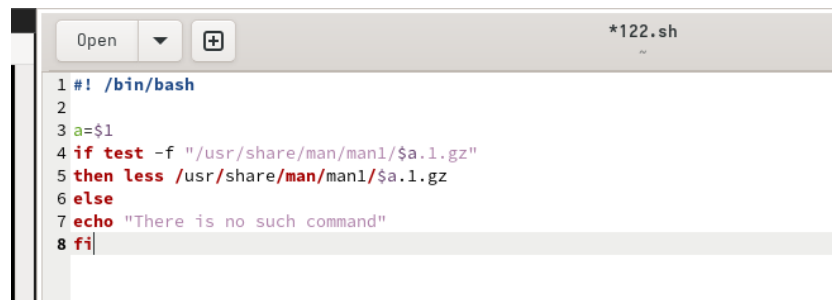 Open
*122.sh
~
1 #! /bin/bash
2
3 a=$1
4 if test -f "/usr/share/man/man1/$a.1.gz"
5 then less /usr/share/man/man1/$a.1.gz
6 else
7 echo "There is no such command"
8 fi